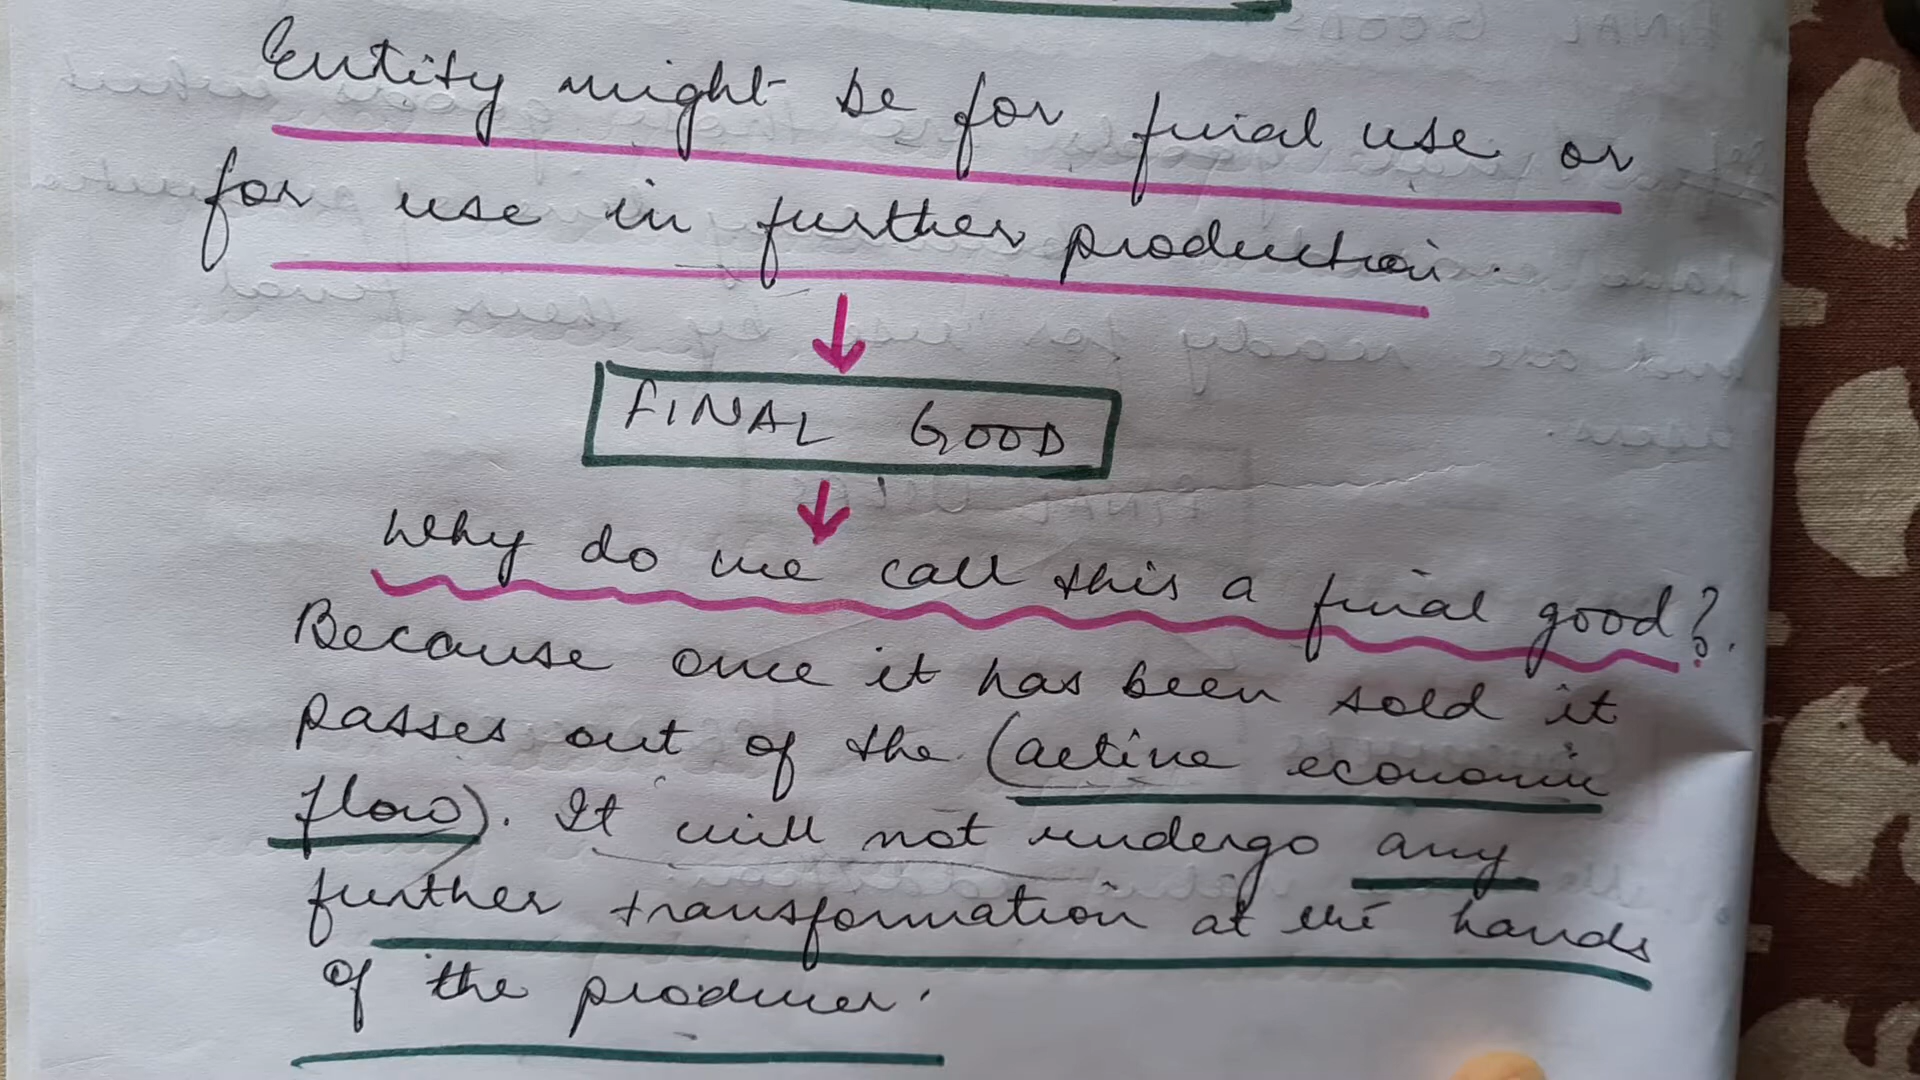 Entity might be for final use or
for use in further production.
FINAL GOOD
Why do we call this a final good?
Because once it has been sold it
passes out of the (active economic
flow). It will not undergo any
further transformation at the hands
of the producer.